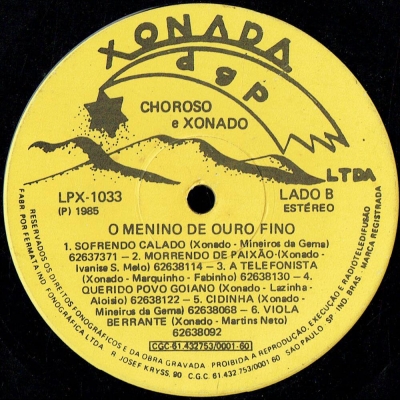 XONADA
dgp
LTDA
CHOROSO
e XONADO
LPX-1033
(P) 1985
LADO B
ESTÉREO
O MENINO DE OURO FINO
1. SOFRENDO CALADO (Xonado - Mineiros da Gema)
62637371 — 2. MORRENDO DE PAIXÃO (Xonado -
Ivanise S. Melo) 62638114 — 3. A TELEFONISTA
(Xonado - Marquinho - Fabinho) 62638130 — 4.
QUERIDO POVO GOIANO (Xonado - Lazinha -
Aloisio) 62638122 — 5. CIDINHA (Xonado -
Mineiros da Gema) 62638068 — 6. VIOLA
BERRANTE (Xonado - Martins Neto)
62638092
CGC-61.432753/0001-60
FABR. POR FERMATA IND. FONOGRÁFICA LTDA R JOSEF KRYSS, 90 C.G.C. 61 432 753/0001 60 SÃO PAULO SP IND. BRAS MARCA REGISTRADA
RESERVADOS OS DIREITOS FONOGRÁFICOS E DA OBRA GRAVADA. PROIBIDA A REPRODUÇÃO, EXECUÇÃO E RADIOTELEDIFUSÃO